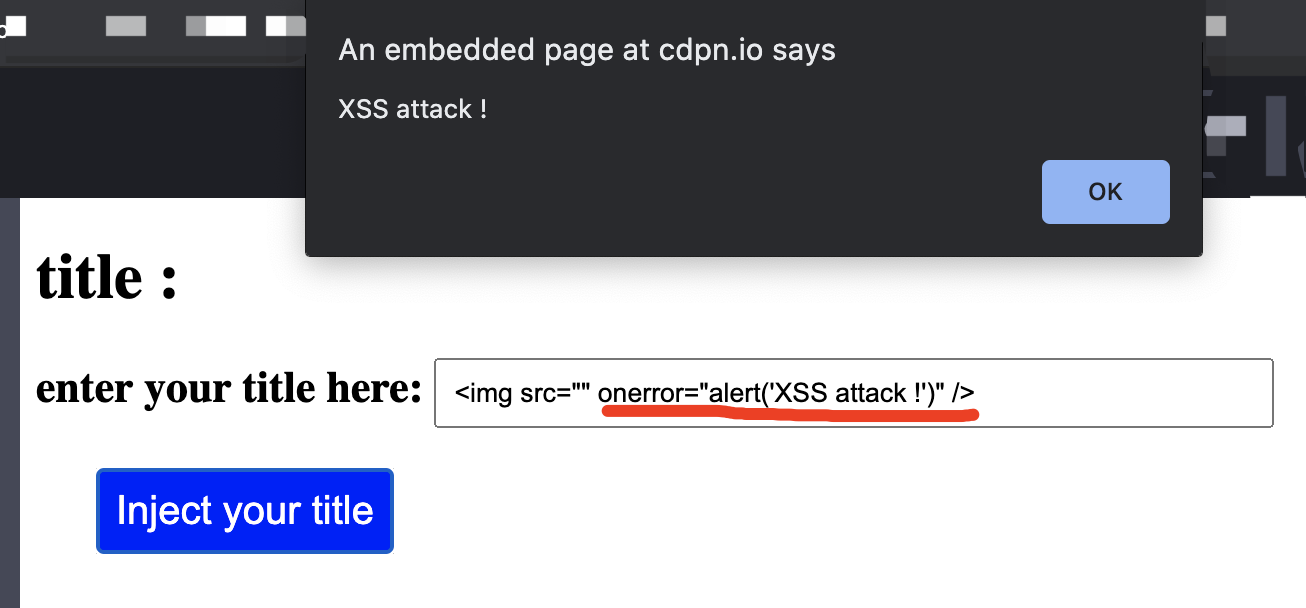 An embedded page at cdpn.io says
XSS attack !
OK
title :
enter your title here: <img src="" onerror="alert('XSS attack !')" />
Inject your title